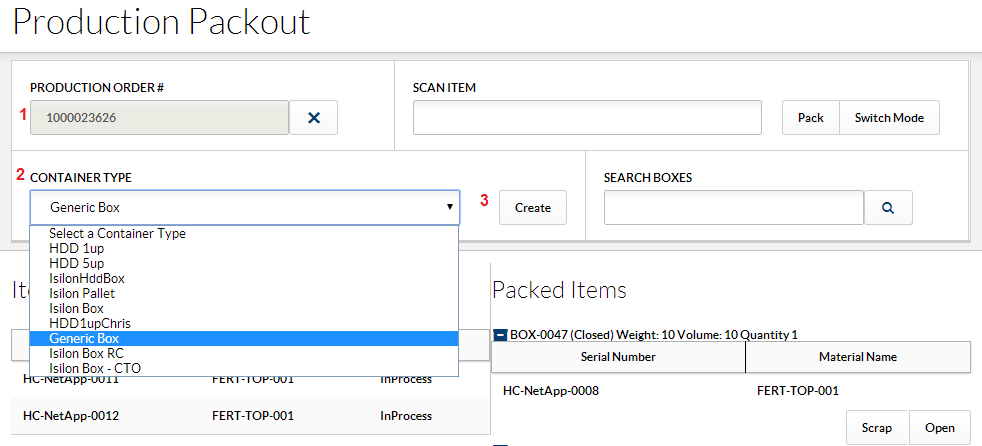 Production Packout
PRODUCTION ORDER #
SCAN ITEM
1
1000023626
Pack
Switch Mode
2
CONTAINER TYPE
SEARCH BOXES
Generic Box
3
Create
Select a Container Type
HDD 1up
HDD 5up
IsilonHddBox
Isilon Pallet
Isilon Box
HDD1upChris
Generic Box
Isilon Box RC
Isilon Box - CTO
Packed Items
BOX-0047 (Closed) Weight: 10 Volume: 10 Quantity 1
Serial Number
Material Name
HC-NetApp-0011
FERT-TOP-001
InProcess
HC-NetApp-0008
FERT-TOP-001
HC-NetApp-0012
FERT-TOP-001
InProcess
Scrap
Open